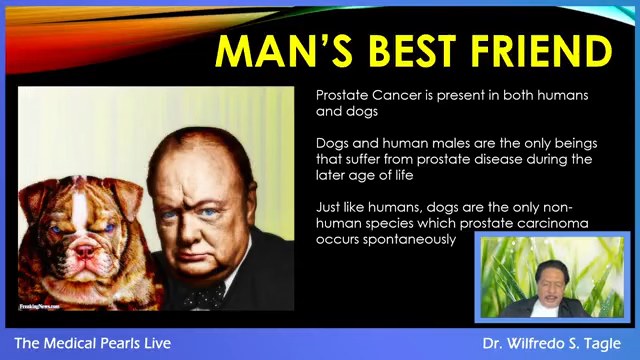 MAN'S BEST FRIEND
Prostate Cancer is present in both humans
and dogs
Dogs and human males are the only beings
that suffer from prostate disease during the
later age of life
Just like humans, dogs are the only non-
human species which prostate carcinoma
occurs spontaneously
FreakingNews.com
The Medical Pearls Live
Dr. Wilfredo S. Tagle